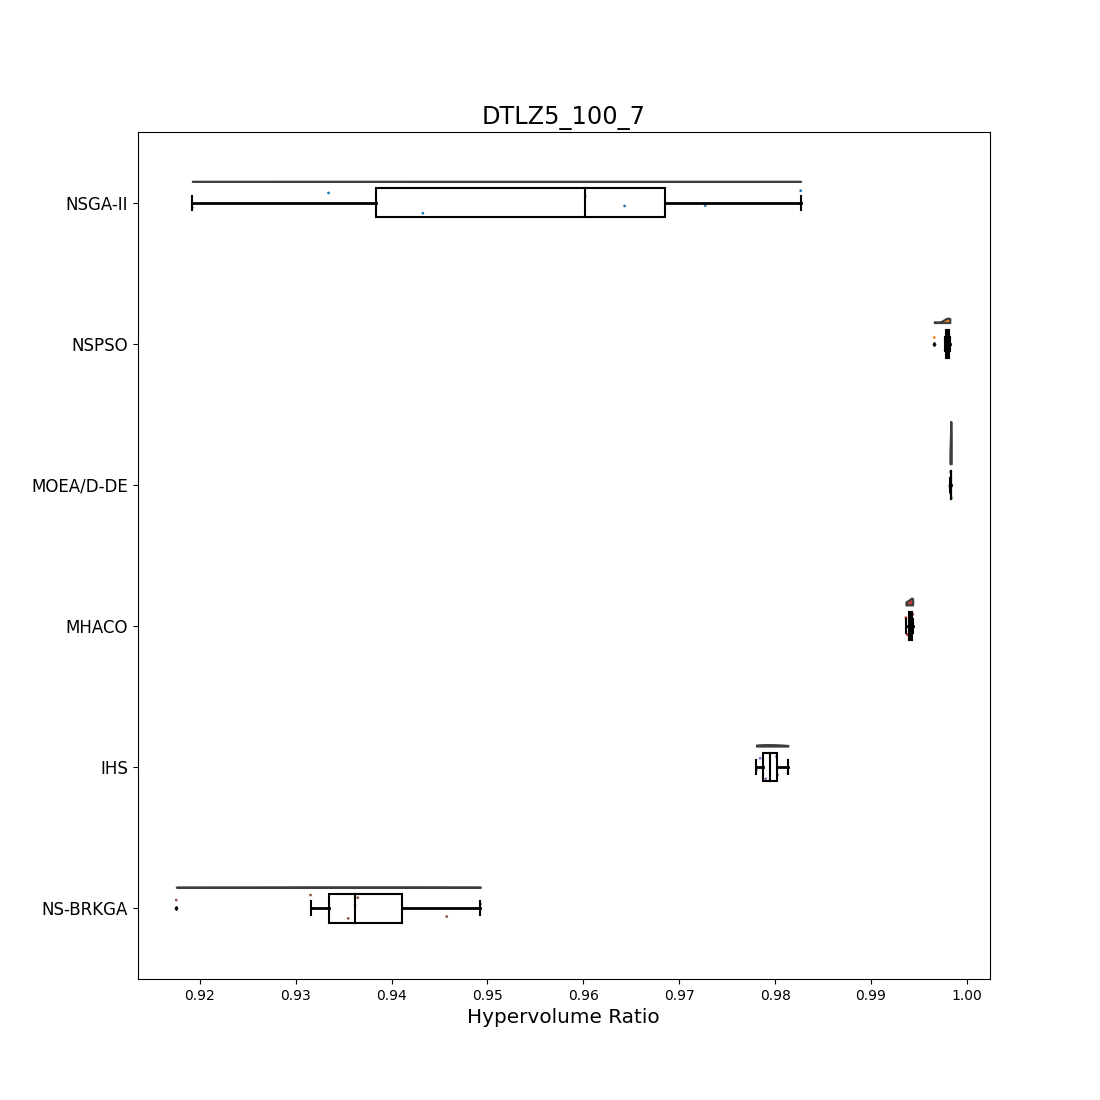 DTLZ5_100_7
NSGA-II
NSPSO
MOEA/D-DE
MHACO
IHS
NS-BRKGA
0.92 0.93 0.94 0.95 0.96 0.97 0.98 0.99 1.00
Hypervolume Ratio